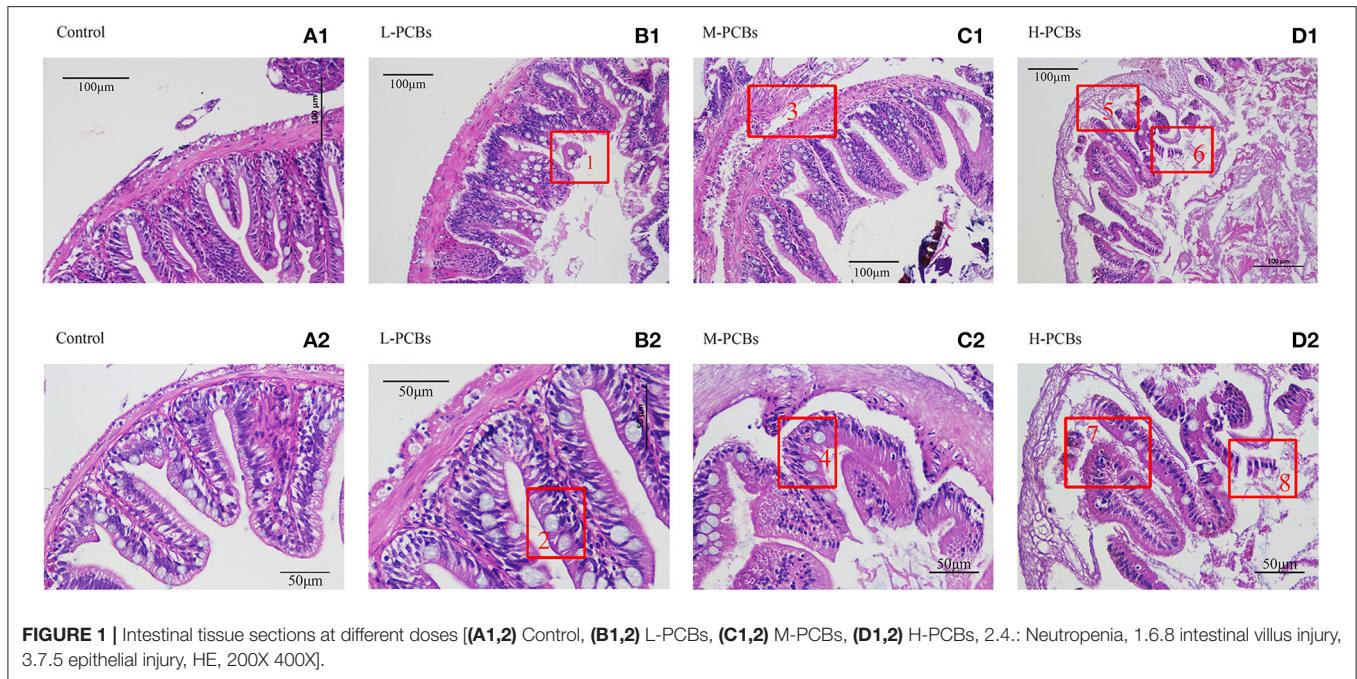 Control A1 L-PCBs B1 M-PCBs C1 H-PCBs D1
100μm 100 μm 100μm 100μm 100μm 100 μm
1 3 5 6
Control A2 L-PCBs B2 M-PCBs C2 H-PCBs D2
50μm 50μm 50 μm 50μm 50μm
2 4 7 8
FIGURE 1 | Intestinal tissue sections at different doses [(A1,2) Control, (B1,2) L-PCBs, (C1,2) M-PCBs, (D1,2) H-PCBs, 2.4.: Neutropenia, 1.6.8 intestinal villus injury,
3.7.5 epithelial injury, HE, 200X 400X].